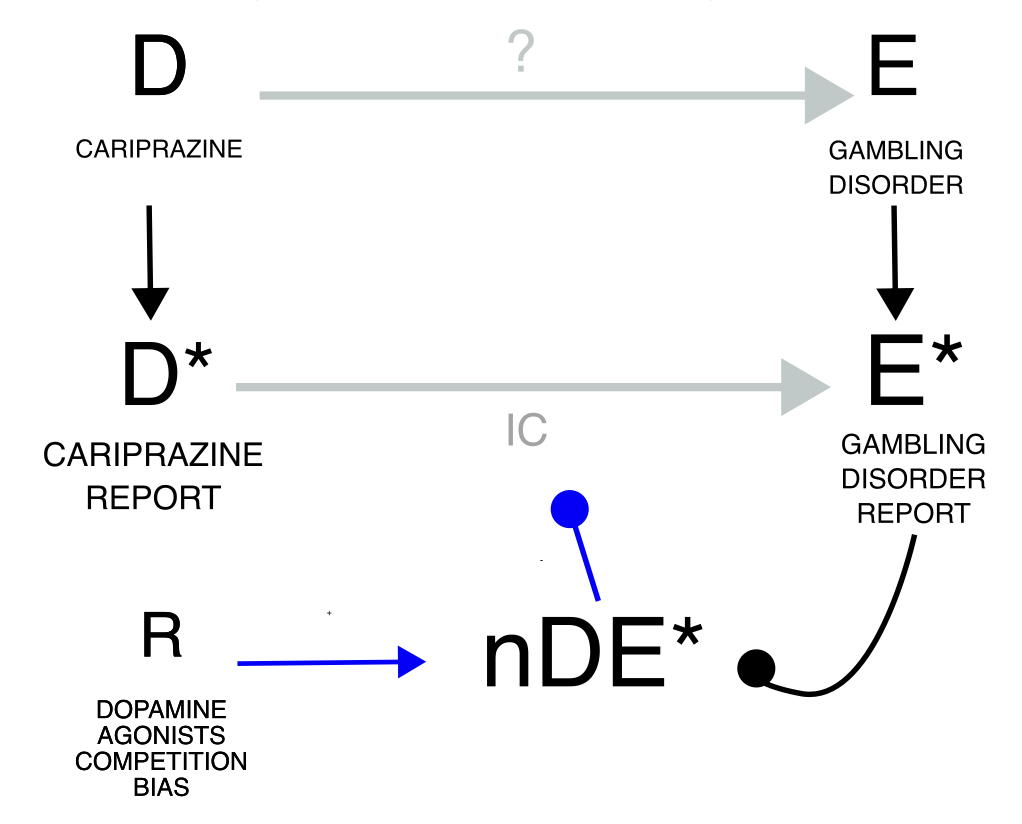 D
?
E
CARIPRAZINE
GAMBLING
DISORDER
D*
E*
IC
CARIPRAZINE
REPORT
GAMBLING
DISORDER
REPORT
-
+
R
nDE*
DOPAMINE
AGONISTS
COMPETITION
BIAS